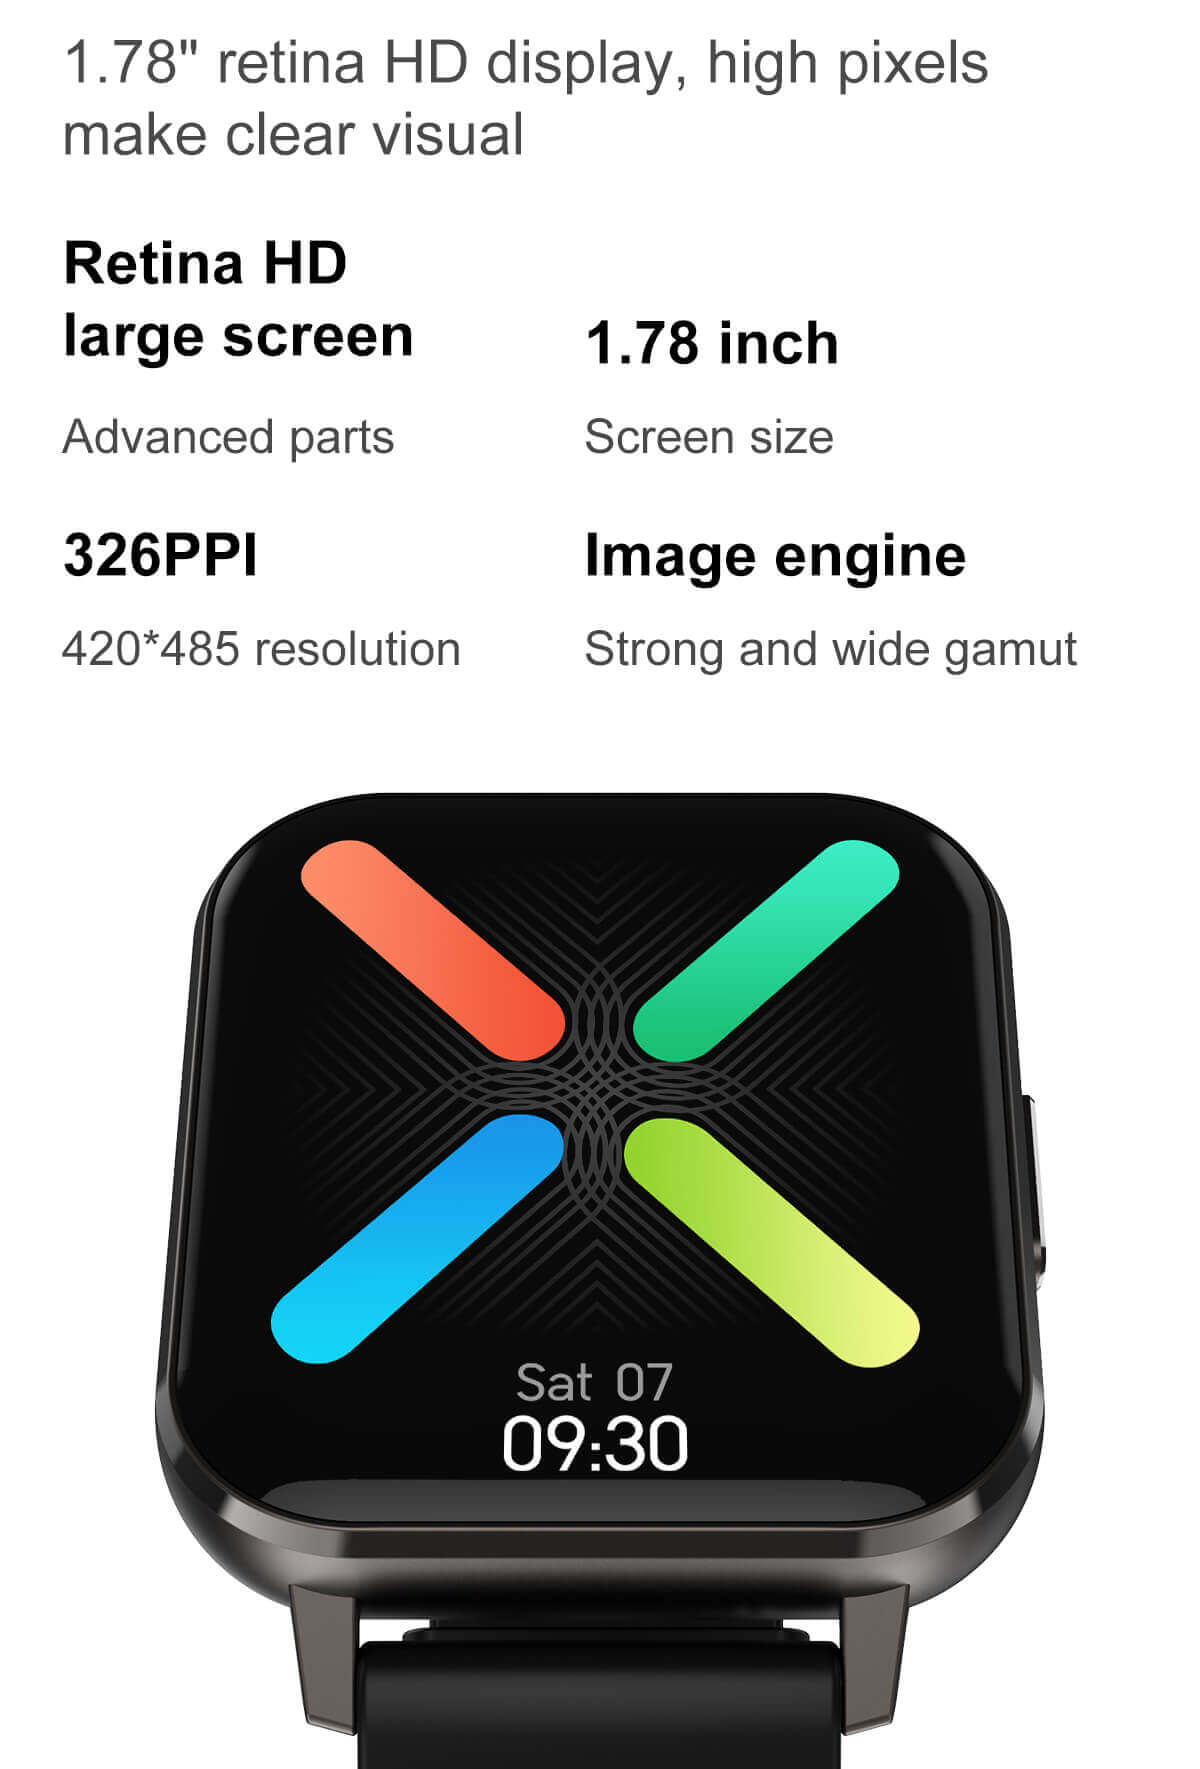 1.78" retina HD display, high pixels
make clear visual
Retina HD
large screen
1.78 inch
Advanced parts
Screen size
326PPI
Image engine
420*485 resolution
Strong and wide gamut
Sat 07
09:30